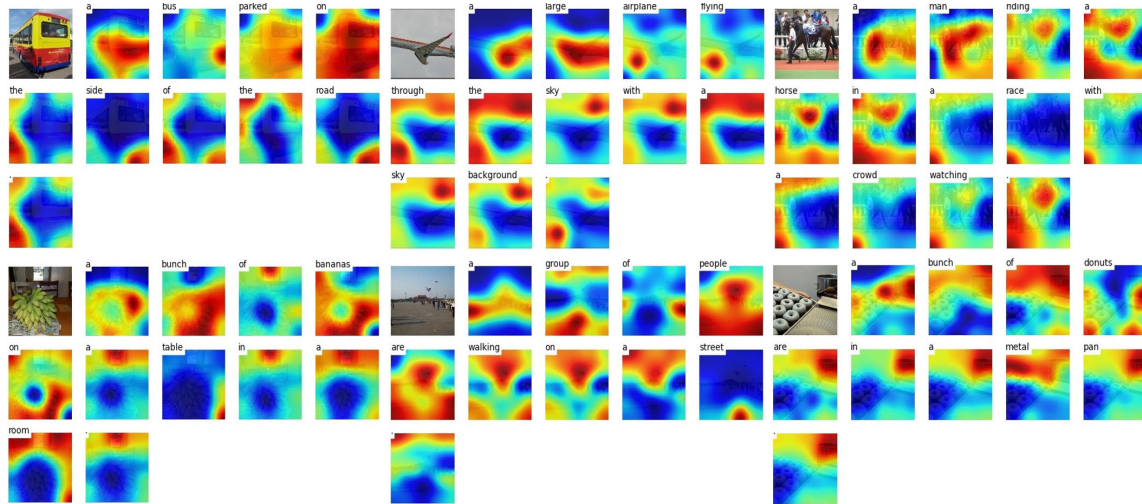 a bus parked on
the side of the road
.
a large airplane flying
through the sky with a
sky background .
a man riding a
horse in a race with
a crowd watching .
a bunch of bananas
on a table in a
room .
a group of people
are walking on a street
.
a bunch of donuts
are in a metal pan
.